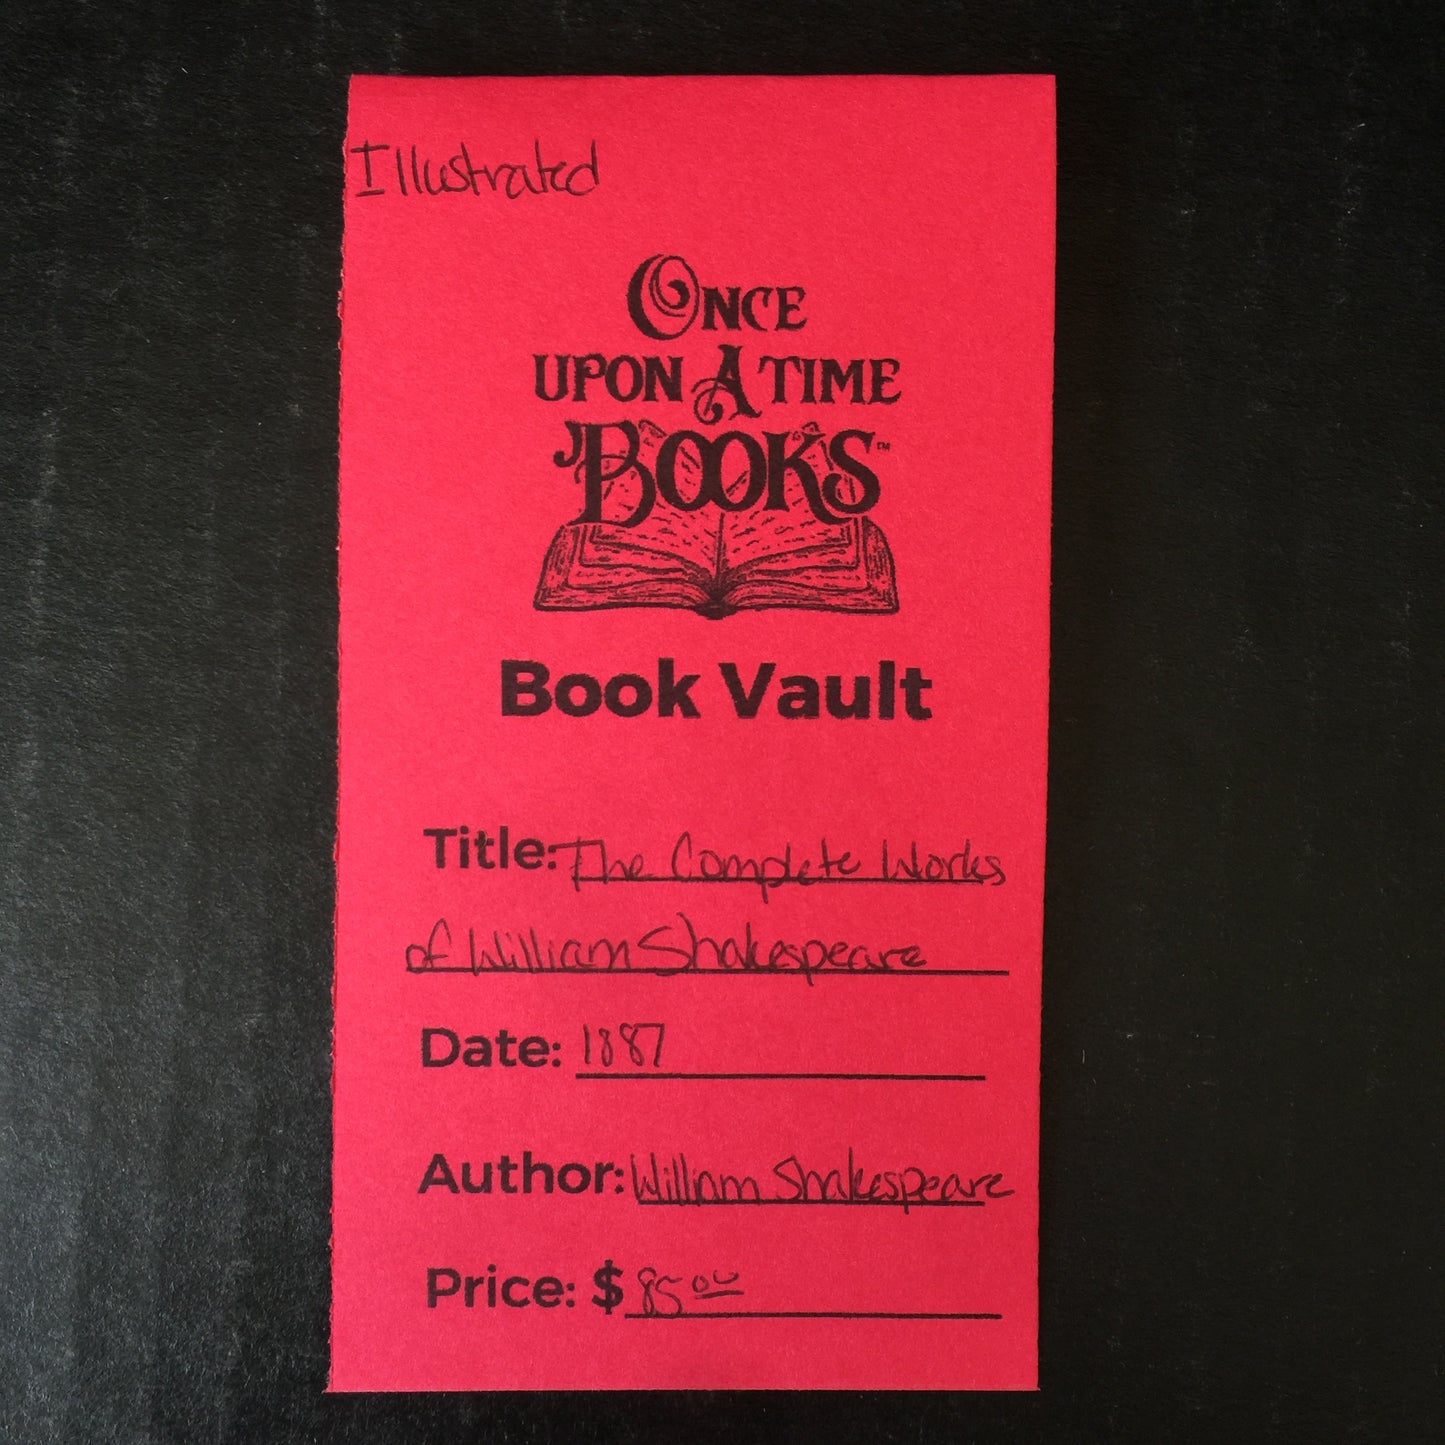 Illustrated
ONCE
UPON A TIME
BOOKS™
Book Vault
Title: The Complete Works
of William Shakespeare
Date: 1887
Author: William Shakespeare
Price: $ 85 00